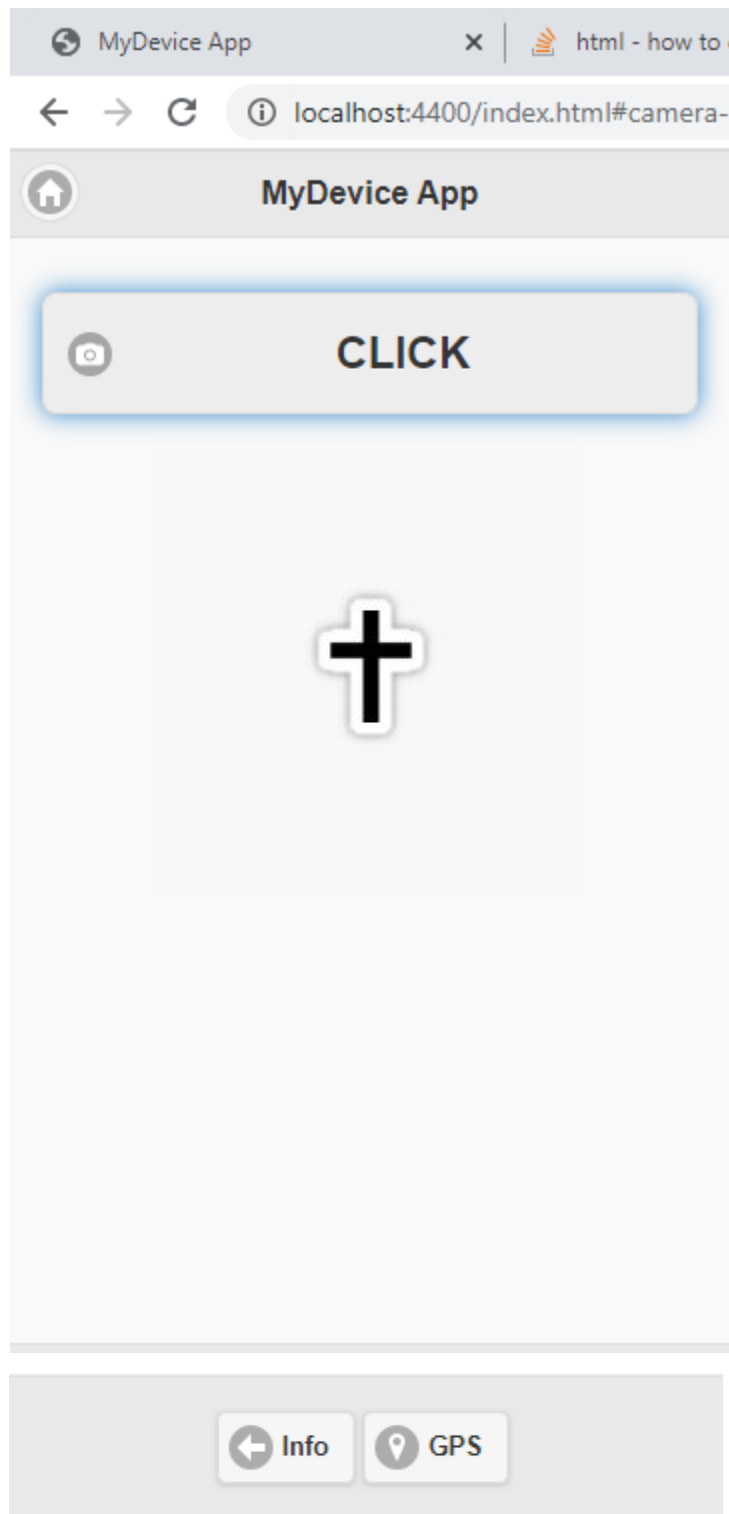 MyDevice App
html - how to
localhost:4400/index.html#camera-
MyDevice App
CLICK
Info
GPS